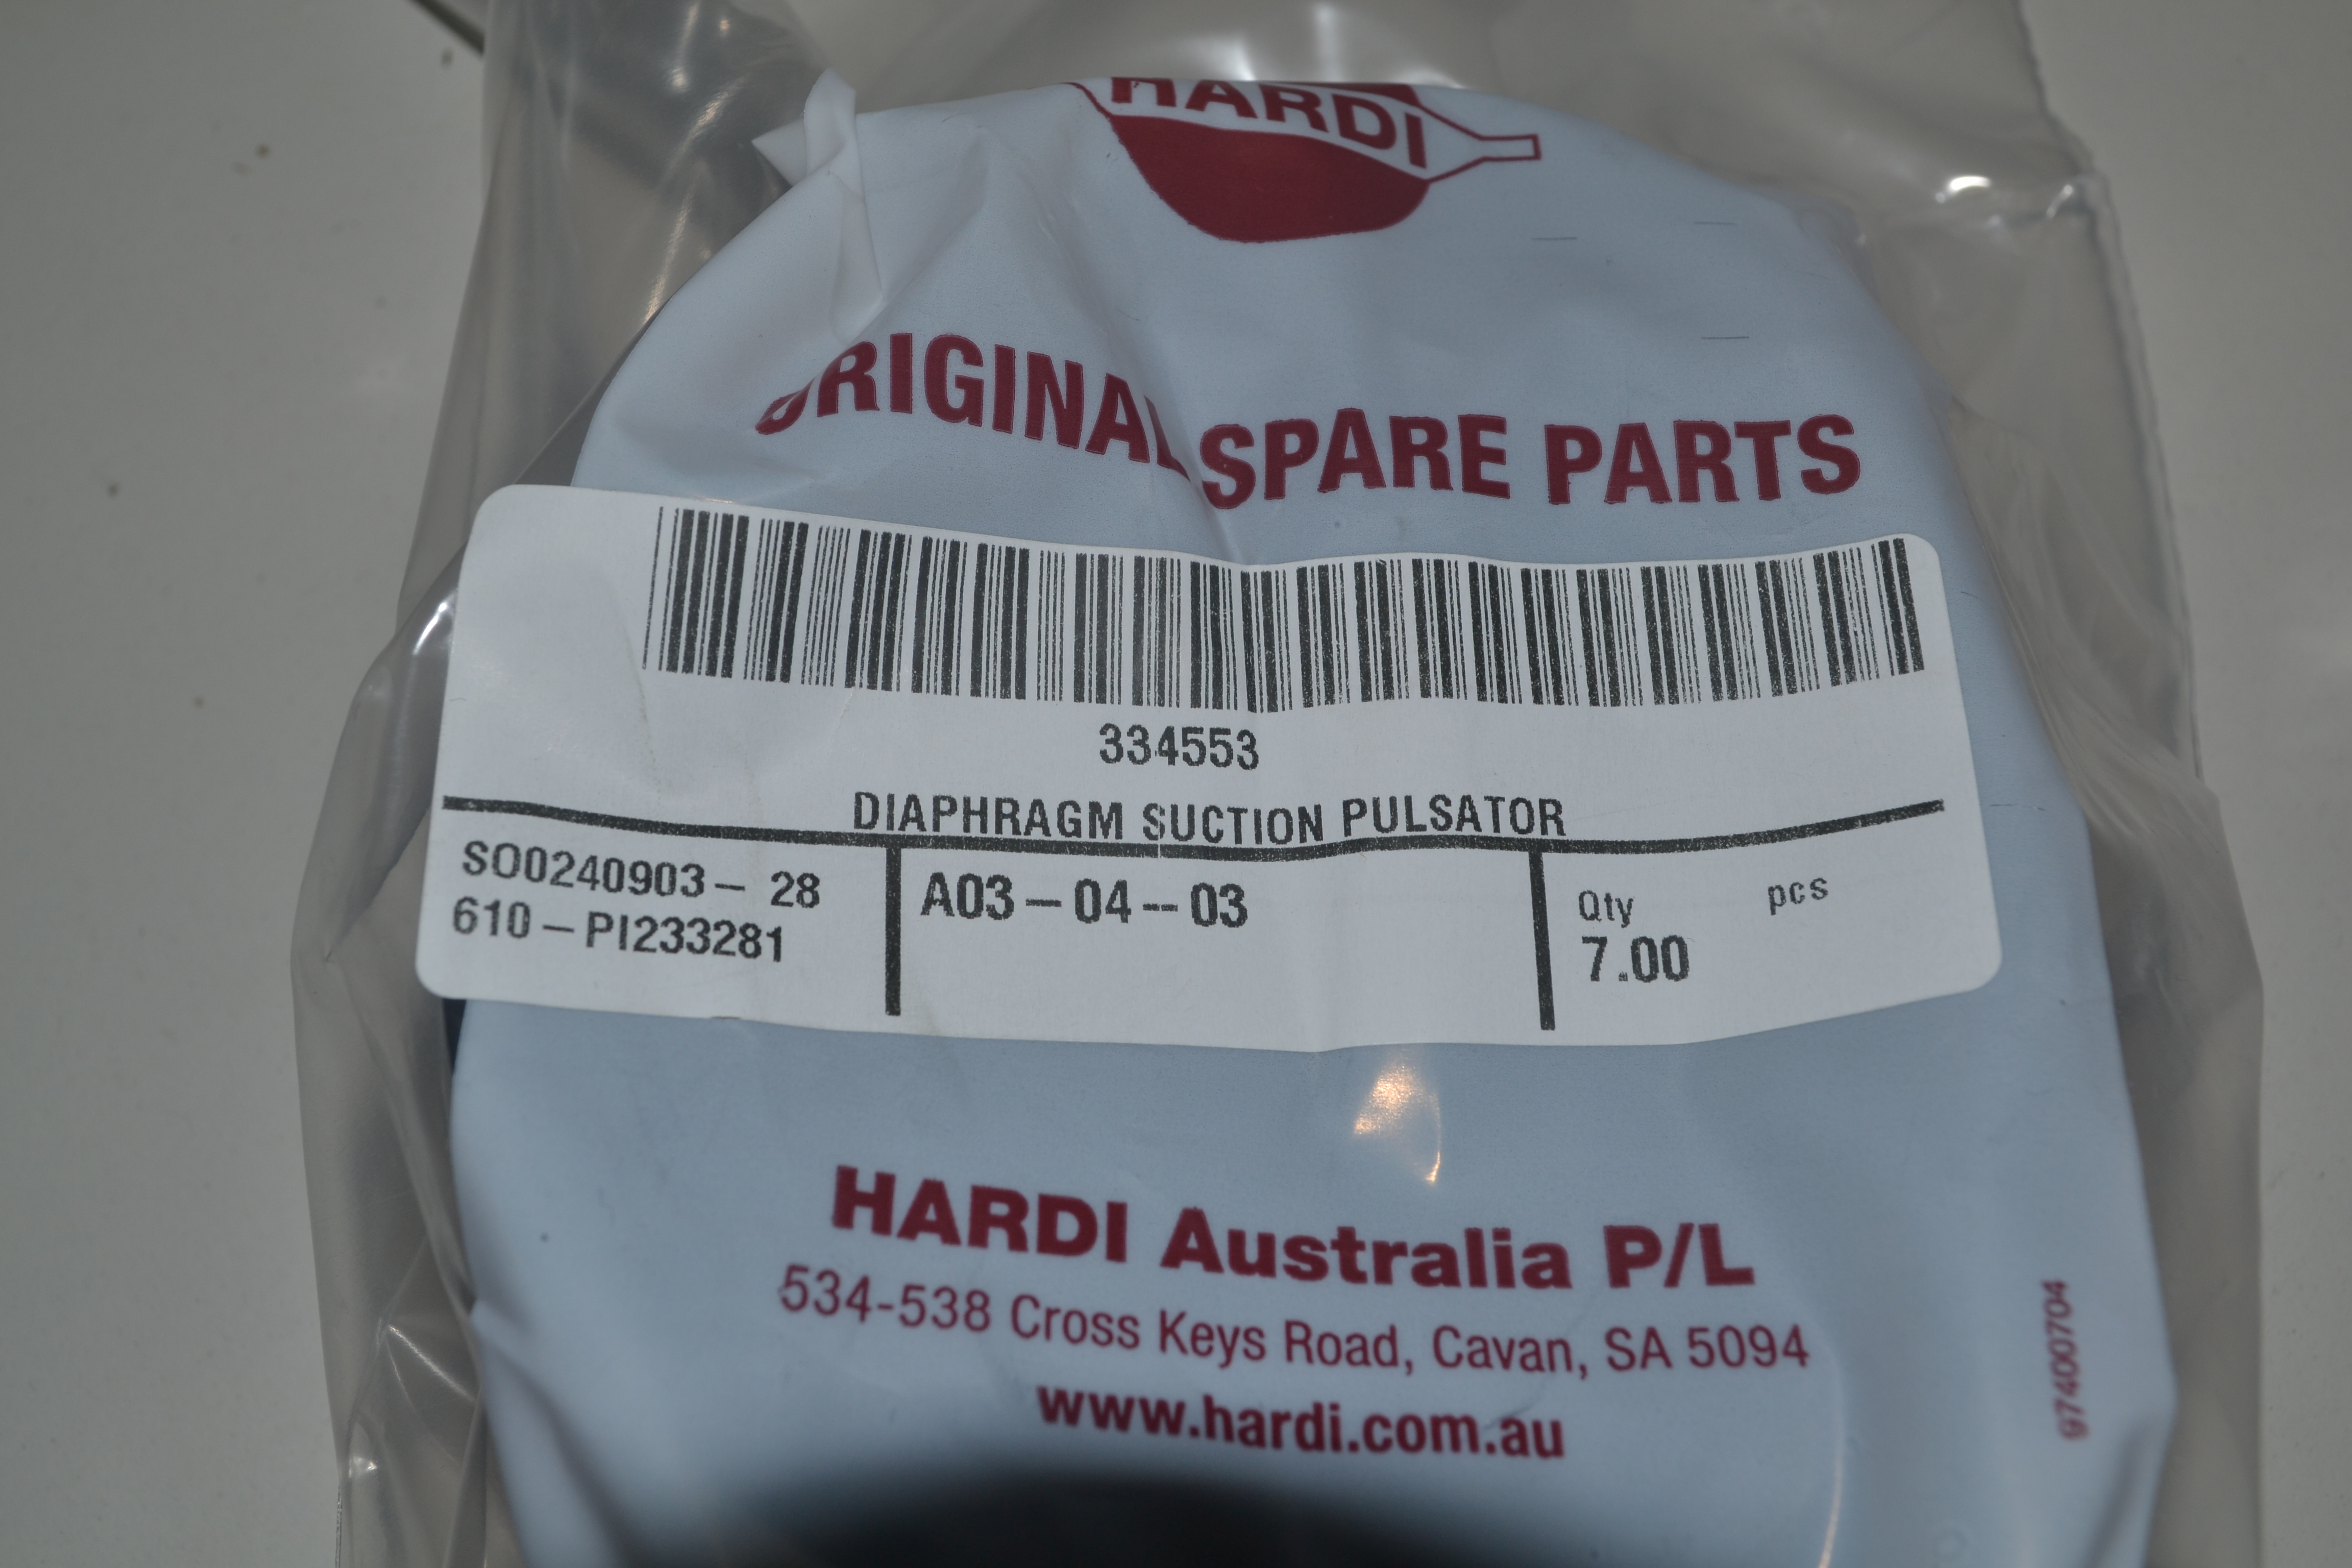 HARDI
ORIGINAL SPARE PARTS
334553
DIAPHRAGM SUCTION PULSATOR
SO0240903- 28
610-PI233281
A03-04--03
Qty pcs
7.00
HARDI Australia P/L
534-538 Cross Keys Road, Cavan, SA 5094
www.hardi.com.au
97400704